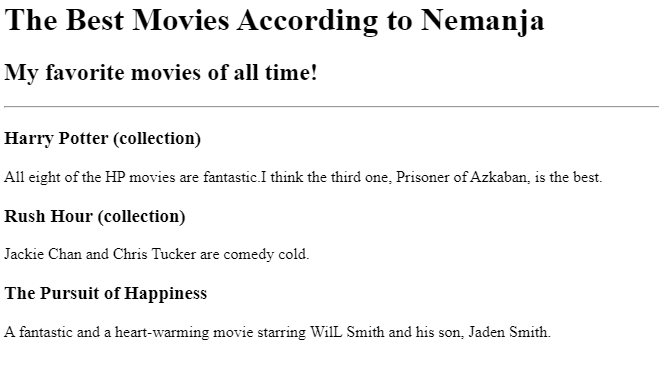 The Best Movies According to Nemanja
My favorite movies of all time!
Harry Potter (collection)
All eight of the HP movies are fantastic.I think the third one, Prisoner of Azkaban, is the best.
Rush Hour (collection)
Jackie Chan and Chris Tucker are comedy cold.
The Pursuit of Happiness
A fantastic and a heart-warming movie starring WilL Smith and his son, Jaden Smith.